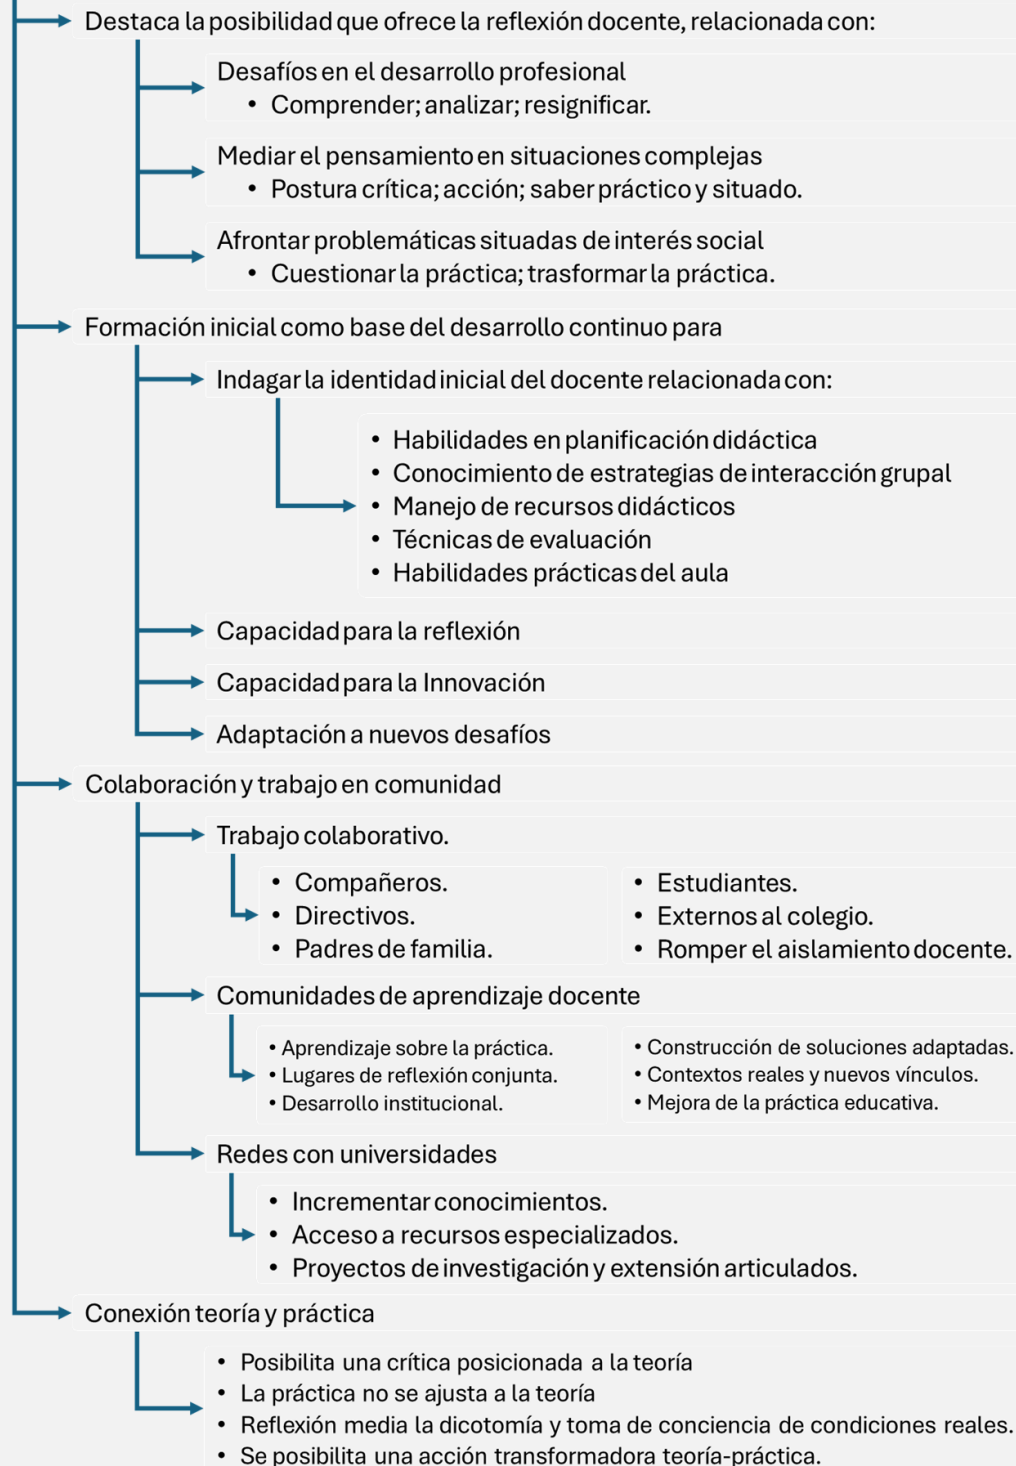 Destaca la posibilidad que ofrece la reflexión docente, relacionada con:
Desafíos en el desarrollo profesional
• Comprender; analizar; resignificar.
Mediar el pensamiento en situaciones complejas
• Postura crítica; acción; saber práctico y situado.
Afrontar problemáticas situadas de interés social
• Cuestionar la práctica; trasformar la práctica.
Formación inicial como base del desarrollo continuo para
Indagar la identidad inicial del docente relacionada con:
• Habilidades en planificación didáctica
• Conocimiento de estrategias de interacción grupal
• Manejo de recursos didácticos
• Técnicas de evaluación
• Habilidades prácticas del aula
Capacidad para la reflexión
Capacidad para la Innovación
Adaptación a nuevos desafíos
Colaboración y trabajo en comunidad
Trabajo colaborativo.
• Compañeros.
• Directivos.
• Padres de familia.
• Estudiantes.
• Externos al colegio.
• Romper el aislamiento docente.
Comunidades de aprendizaje docente
• Aprendizaje sobre la práctica.
• Lugares de reflexión conjunta.
• Desarrollo institucional.
• Construcción de soluciones adaptadas.
• Contextos reales y nuevos vínculos.
• Mejora de la práctica educativa.
Redes con universidades
• Incrementar conocimientos.
• Acceso a recursos especializados.
• Proyectos de investigación y extensión articulados.
Conexión teoría y práctica
• Posibilita una crítica posicionada a la teoría
• La práctica no se ajusta a la teoría
• Reflexión media la dicotomía y toma de conciencia de condiciones reales.
• Se posibilita una acción transformadora teoría-práctica.